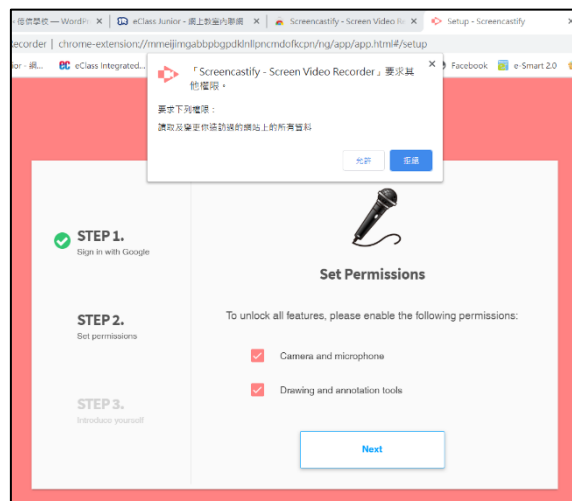 信學校 — WordPr
eClass Junior - 網上教室內聯網
Screencastify - Screen Video Re
Setup - Screencastify
ecorder | chrome-extension://mmeijimgabbpbgpdklnllpncmdofkcpn/ng/app/app.html#/setup
ior - 網...
eClass Integrated...
Facebook
e-Smart 2.0
「Screencastify - Screen Video Recorder」要求其
他權限。
要求下列權限：
讀取及變更你造訪過的網站上的所有資料
允許
拒絕
STEP 1.
Sign in with Google
STEP 2.
Set permissions
STEP 3.
Introduce yourself
Set Permissions
To unlock all features, please enable the following permissions:
Camera and microphone
Drawing and annotation tools
Next